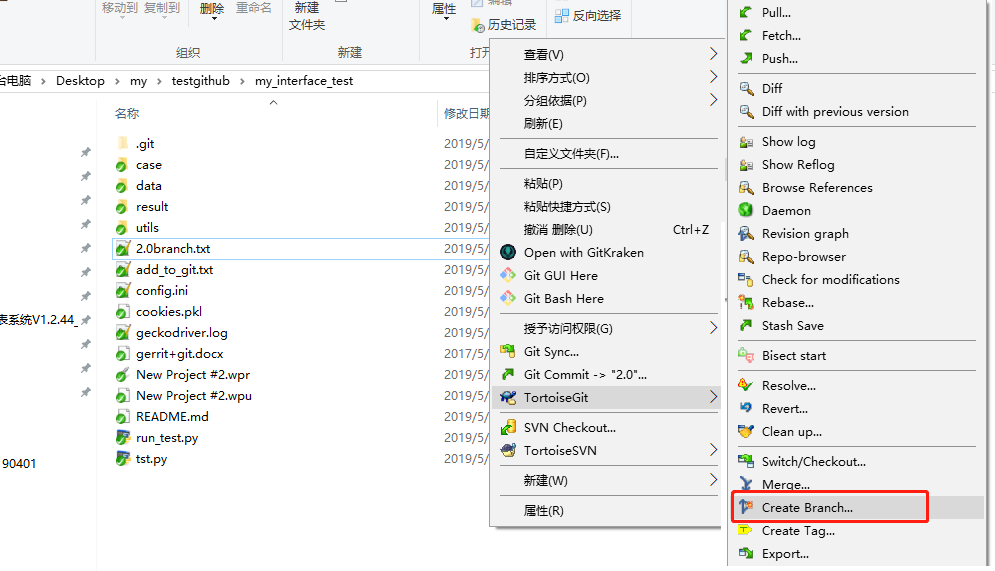 移动到 复制到 删除 重命名
新建
文件夹
属性
编辑
历史记录
反向选择
组织
新建
打开
台电脑 Desktop my testgithub my_interface_test
名称
修改日期
.git 2019/5/
case 2019/5/
data 2019/5/
result 2019/5/
utils 2019/5/
2.0branch.txt 2019/5/
add_to_git.txt 2019/5/
config.ini 2019/5/
cookies.pkl 2019/5/
geckodriver.log 2019/5/
gerrit+git.docx 2017/5/
New Project #2.wpr 2019/5/
New Project #2.wpu 2019/5/
README.md 2019/5/
run_test.py 2019/5/
tst.py 2019/5/
表系统V1.2.44_
90401
查看(V)
排序方式(O)
分组依据(P)
刷新(E)
自定义文件夹(F)...
粘贴(P)
粘贴快捷方式(S)
撤消 删除(U) Ctrl+Z
Open with GitKraken
Git GUI Here
Git Bash Here
授予访问权限(G)
Git Sync...
Git Commit -> "2.0"...
TortoiseGit
SVN Checkout...
TortoiseSVN
新建(W)
属性(R)
Pull...
Fetch...
Push...
Diff
Diff with previous version
Show log
Show Reflog
Browse References
Daemon
Revision graph
Repo-browser
Check for modifications
Rebase...
Stash Save
Bisect start
Resolve...
Revert...
Clean up...
Switch/Checkout...
Merge...
Create Branch...
Create Tag...
Export...